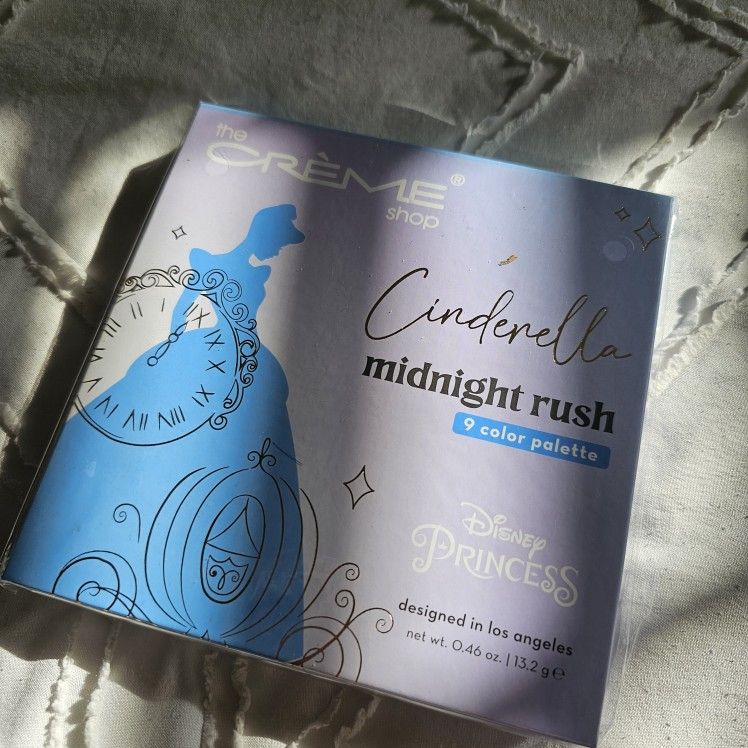 the
CRÈME®
shop
Cinderella
midnight rush
9 color palette
Disney
PRINCESS
designed in los angeles
net wt. 0.46 oz. | 13.2 g ℮